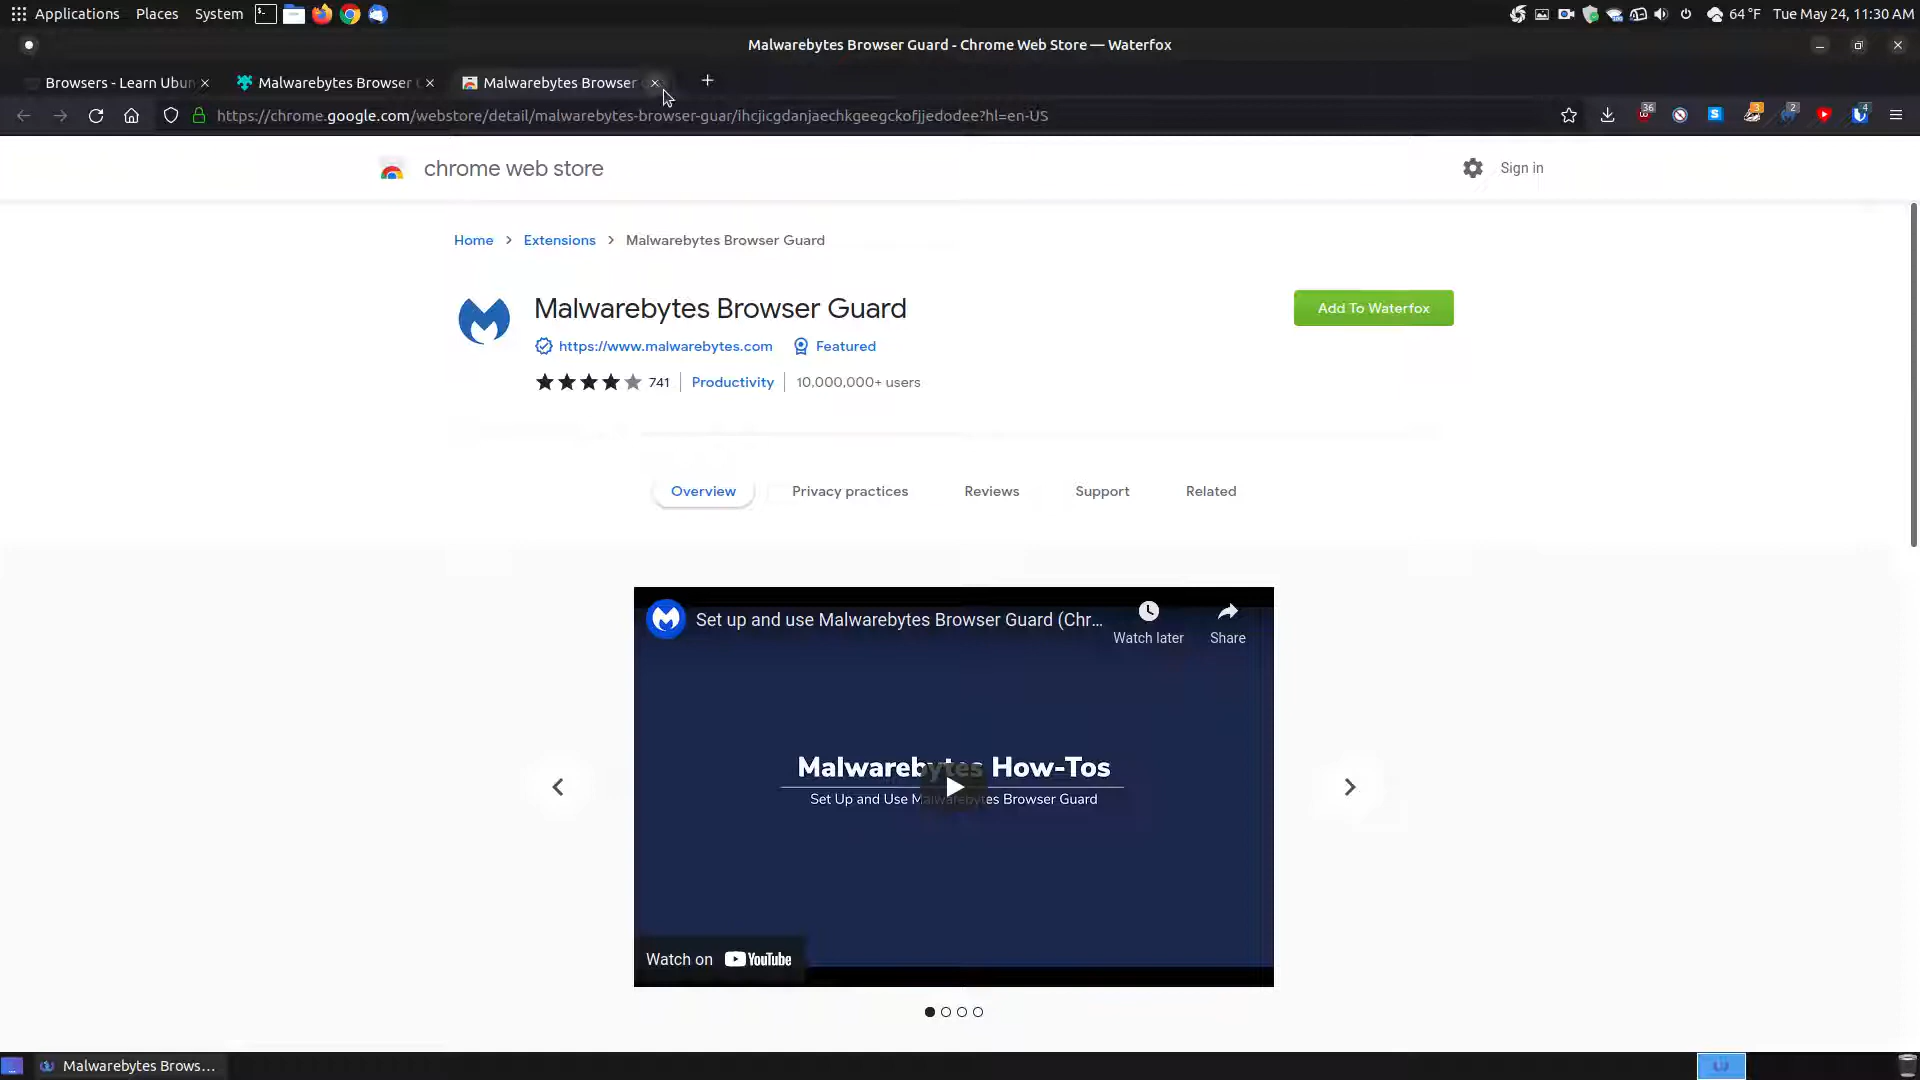 Applications Places System 64 °F Tue May 24, 11:30 AM
Malwarebytes Browser Guard - Chrome Web Store — Waterfox
Browsers - Learn Ubun Malwarebytes Browser Malwarebytes Browser
https://chrome.google.com/webstore/detail/malwarebytes-browser-guar/ihcjicgdanjaechkgeegckofjjedodee?hl=en-US 36 3 2 4
chrome web store Sign in
Home > Extensions > Malwarebytes Browser Guard
Malwarebytes Browser Guard Add To Waterfox
https://www.malwarebytes.com Featured
741 Productivity 10,000,000+ users
Overview Privacy practices Reviews Support Related
Set up and use Malwarebytes Browser Guard (Chr...
Watch later Share
Malwarebytes How-Tos
Set Up and Use Malwarebytes Browser Guard
Watch on YouTube
Malwarebytes Brows...